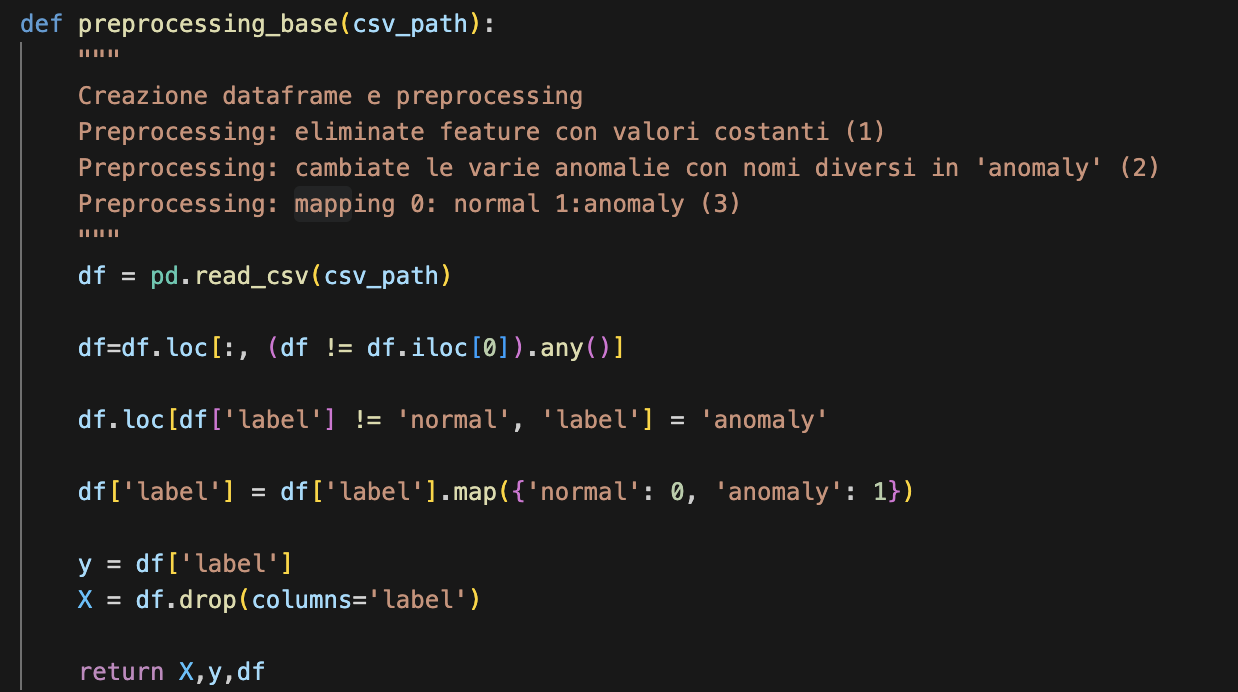 def preprocessing_base(csv_path):
    """
    Creazione dataframe e preprocessing
    Preprocessing: eliminate feature con valori costanti (1)
    Preprocessing: cambiate le varie anomalie con nomi diversi in 'anomaly' (2)
    Preprocessing: mapping 0: normal 1:anomaly (3)
    """
    df = pd.read_csv(csv_path)

    df=df.loc[:, (df != df.iloc[0]).any()]

    df.loc[df['label'] != 'normal', 'label'] = 'anomaly'

    df['label'] = df['label'].map({'normal': 0, 'anomaly': 1})

    y = df['label']
    X = df.drop(columns='label')

    return X,y,df